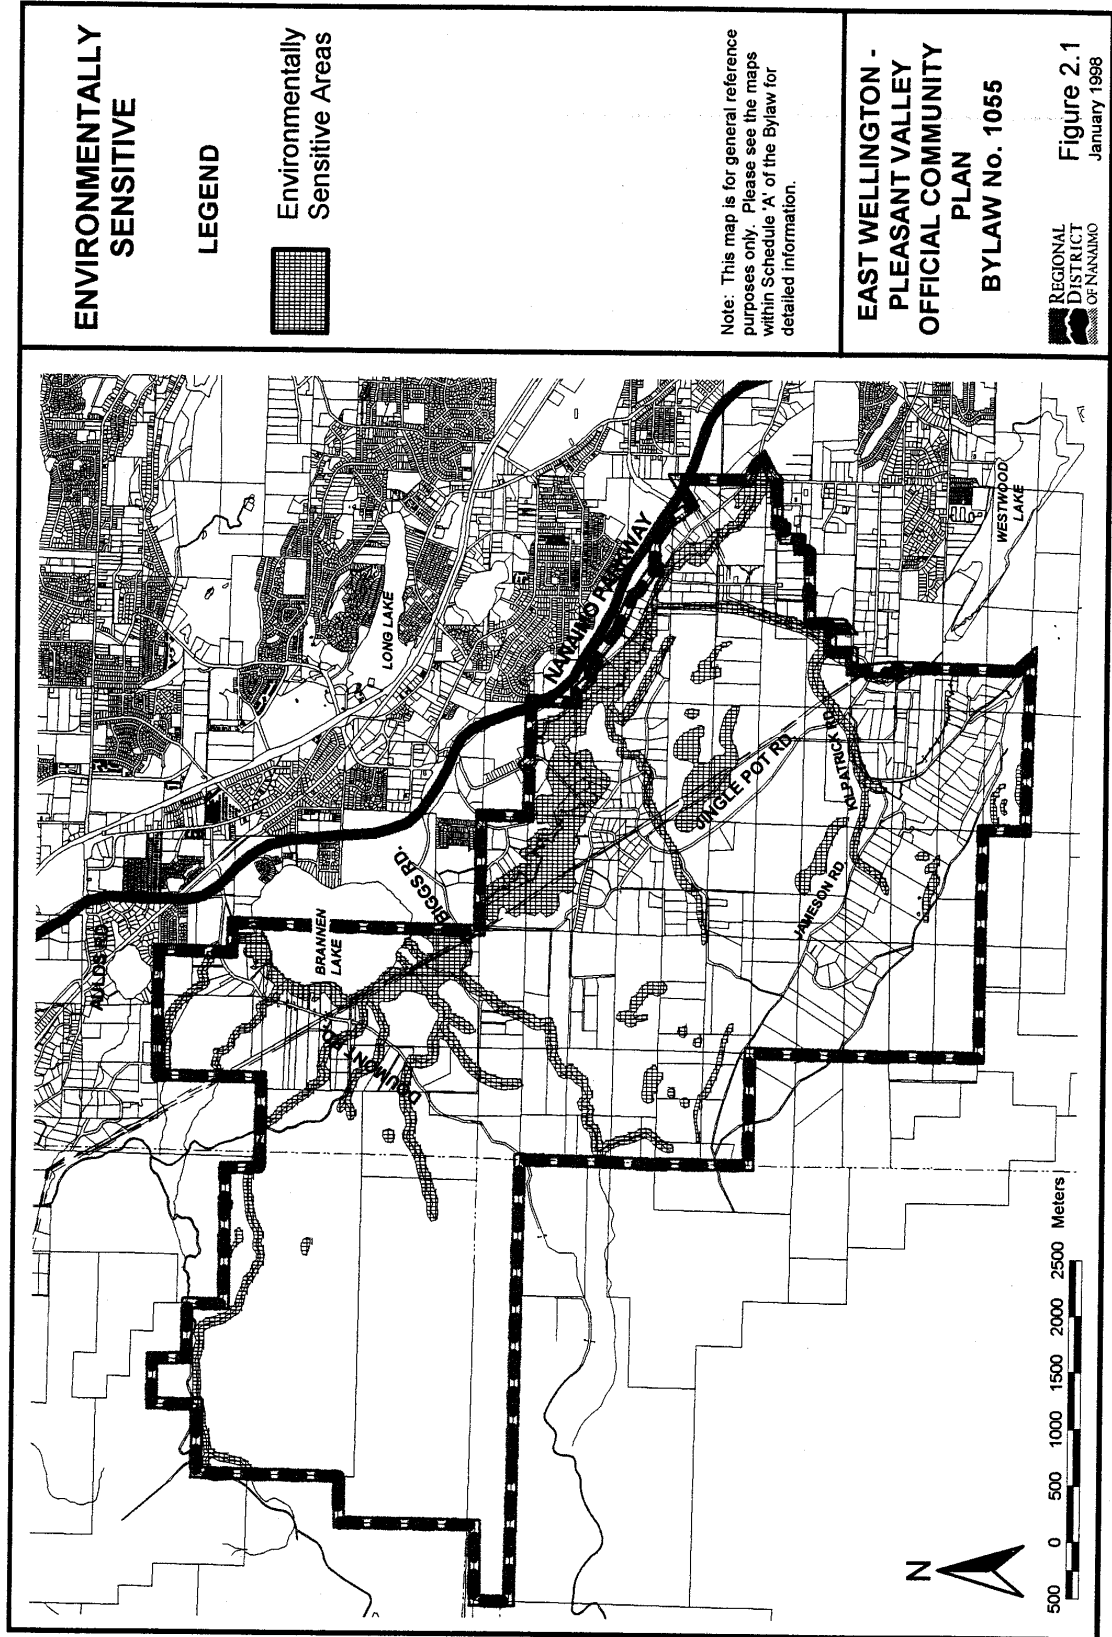 ENVIRONMENTALLY
SENSITIVE
LEGEND
Environmentally
Sensitive Areas
Note: This map is for general reference
purposes only. Please see the maps
within Schedule 'A' of the Bylaw for
detailed information.
EAST WELLINGTON -
PLEASANT VALLEY
OFFICIAL COMMUNITY
PLAN
BYLAW No. 1055
REGIONAL
DISTRICT
OF NANAIMO
Figure 2.1
January 1998
AULDS RD.
BRANNEN
LAKE
BIGGS RD.
LONG LAKE
NANAIMO PARKWAY
DOUMONT RD.
JINGLE POT RD.
KILPATRICK RD.
JAMESON RD.
WESTWOOD
LAKE
N
500 0 500 1000 1500 2000 2500 Meters